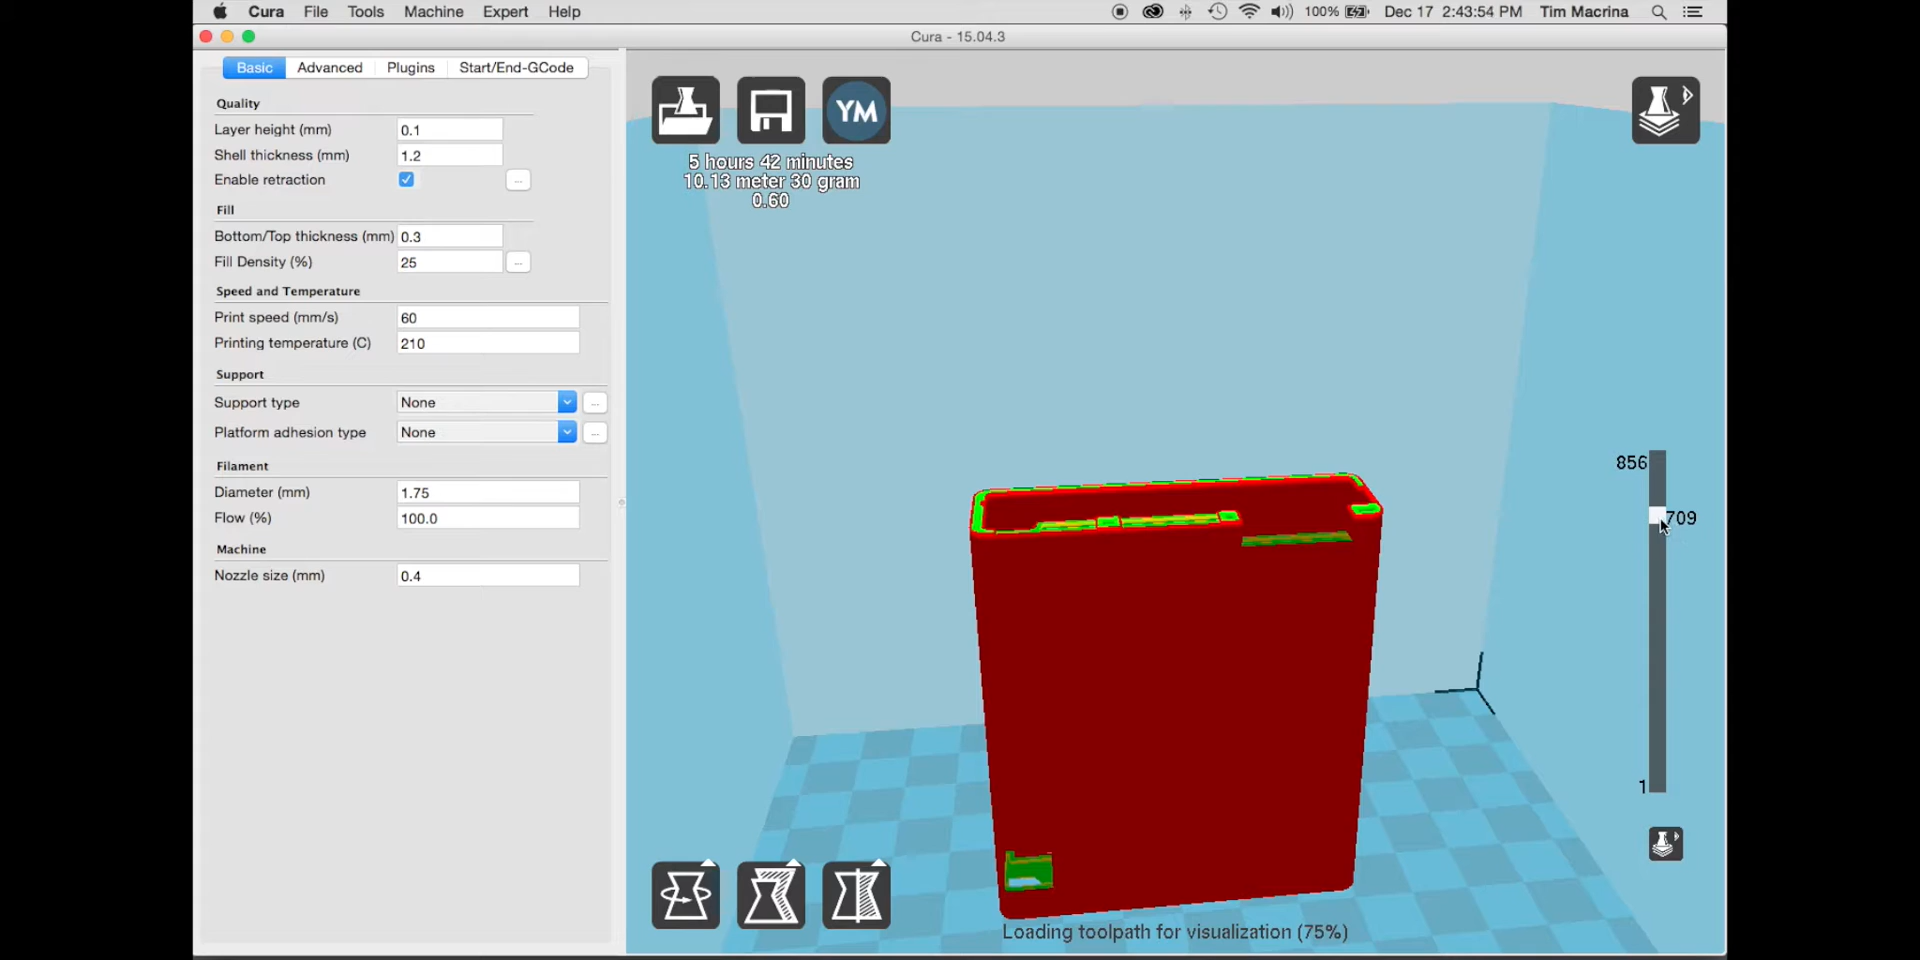 Cura File Tools Machine Expert Help 100% Dec 17 2:43:54 PM Tim Macrina
Cura - 15.04.3
Basic Advanced Plugins Start/End-GCode
Quality
Layer height (mm) 0.1
Shell thickness (mm) 1.2
Enable retraction ...
Fill
Bottom/Top thickness (mm) 0.3
Fill Density (%) 25 ...
Speed and Temperature
Print speed (mm/s) 60
Printing temperature (C) 210
Support
Support type None ...
Platform adhesion type None ...
Filament
Diameter (mm) 1.75
Flow (%) 100.0
Machine
Nozzle size (mm) 0.4
YM
5 hours 42 minutes
10.13 meter 30 gram
0.60
856
709
1
Loading toolpath for visualization (75%)